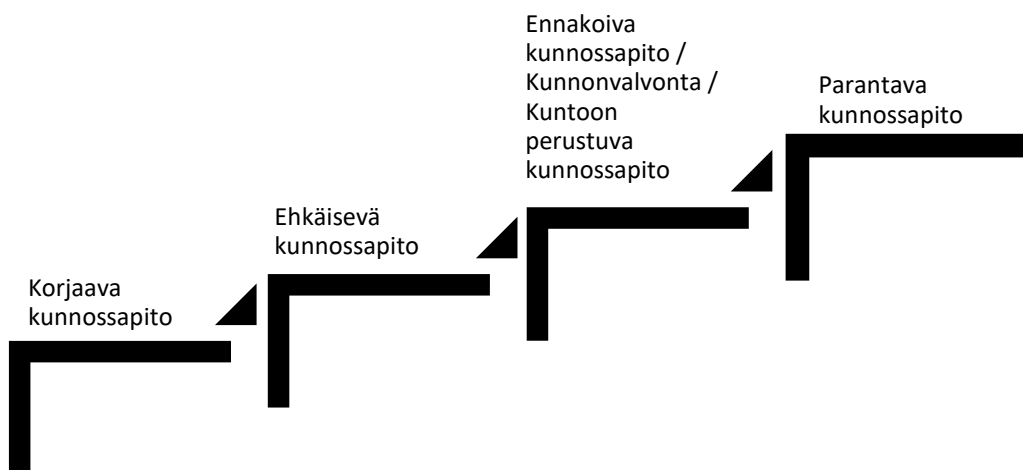 Korjaava
kunnossapito
Ehkäisevä
kunnossapito
Ennakoiva
kunnossapito /
Kunnonvalvonta /
Kuntoon
perustuva
kunnossapito
Parantava
kunnossapito